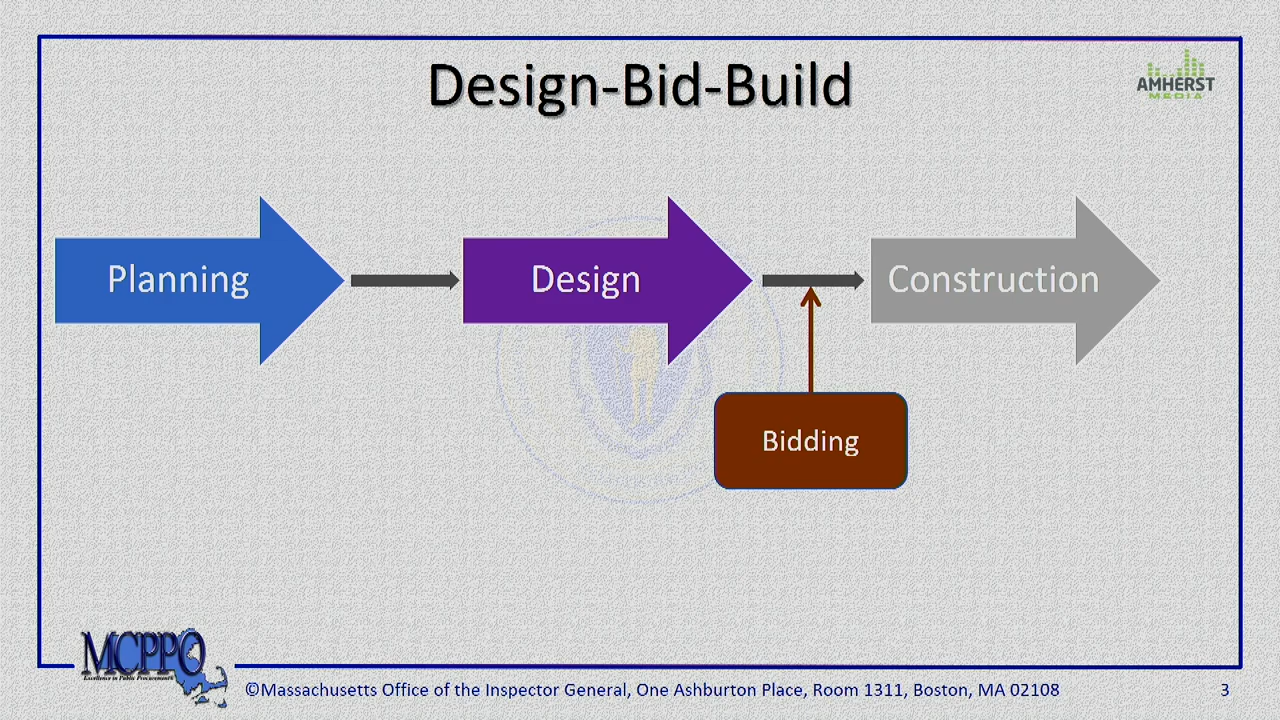 Design-Bid-Build
AMHERST
MEDIA
Planning
Design
Construction
Bidding
MCPPO
Excellence in Public Procurement®
©Massachusetts Office of the Inspector General, One Ashburton Place, Room 1311, Boston, MA 02108
3